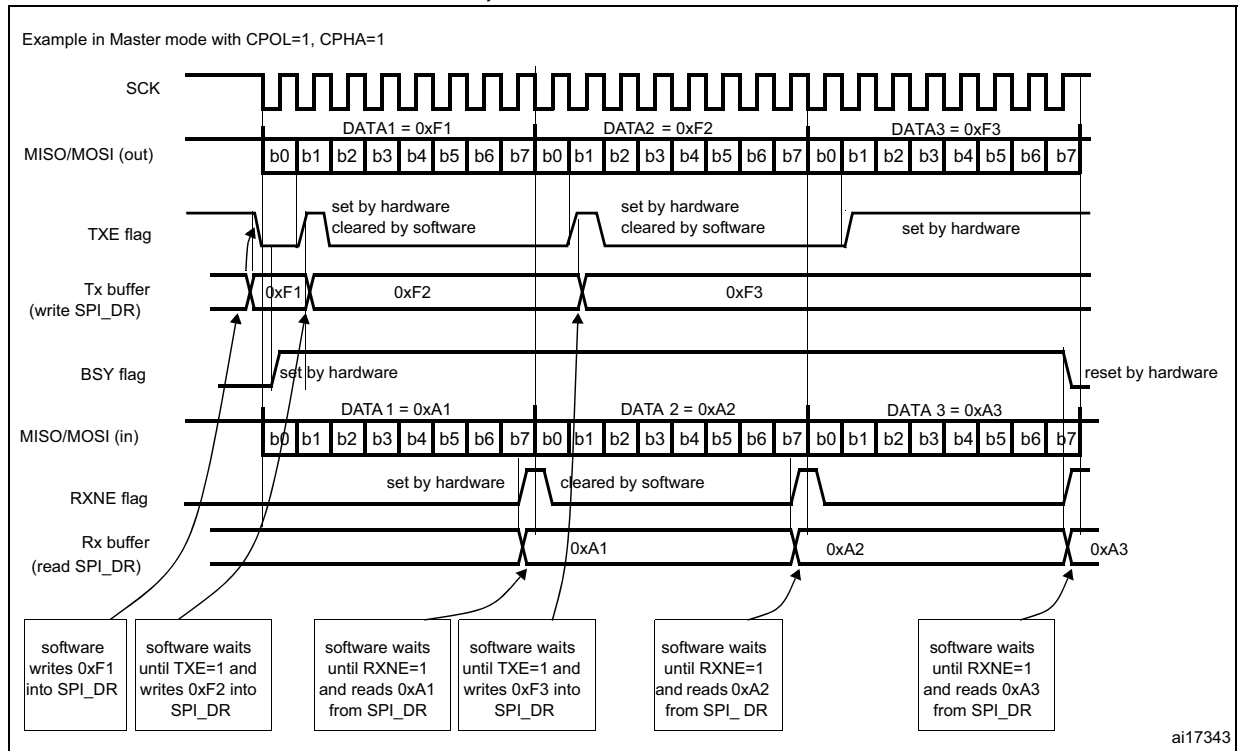 Example in Master mode with CPOL=1, CPHA=1
SCK
DATA1 = 0xF1
DATA2 = 0xF2
DATA3 = 0xF3
MISO/MOSI (out)
b0 b1 b2 b3 b4 b5 b6 b7 b0 b1 b2 b3 b4 b5 b6 b7 b0 b1 b2 b3 b4 b5 b6 b7
set by hardware
cleared by software
set by hardware
cleared by software
set by hardware
TXE flag
Tx buffer
(write SPI_DR)
0xF1
0xF2
0xF3
BSY flag
set by hardware
reset by hardware
DATA 1 = 0xA1
DATA 2 = 0xA2
DATA 3 = 0xA3
MISO/MOSI (in)
b0 b1 b2 b3 b4 b5 b6 b7 b0 b1 b2 b3 b4 b5 b6 b7 b0 b1 b2 b3 b4 b5 b6 b7
RXNE flag
set by hardware
cleared by software
Rx buffer
(read SPI_DR)
0xA1
0xA2
0xA3
software
writes 0xF1
into SPI_DR
software waits
until TXE=1 and
writes 0xF2 into
SPI_DR
software waits
until RXNE=1
and reads 0xA1
from SPI_DR
software waits
until TXE=1 and
writes 0xF3 into
SPI_DR
software waits
until RXNE=1
and reads 0xA2
from SPI_ DR
software waits
until RXNE=1
and reads 0xA3
from SPI_DR
ai17343